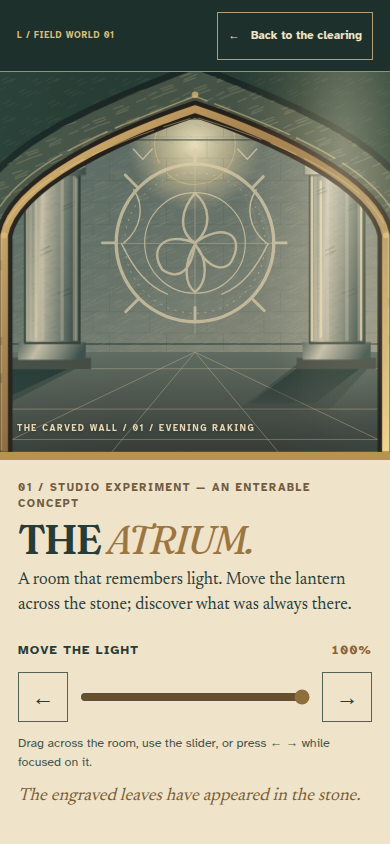 L / FIELD WORLD 01
← Back to the clearing
THE CARVED WALL / 01 / EVENING RAKING
01 / STUDIO EXPERIMENT — AN ENTERABLE
CONCEPT
THE ATRIUM.
A room that remembers light. Move the lantern
across the stone; discover what was always there.
MOVE THE LIGHT 100%
← →
Drag across the room, use the slider, or press ← → while
focused on it.
The engraved leaves have appeared in the stone.